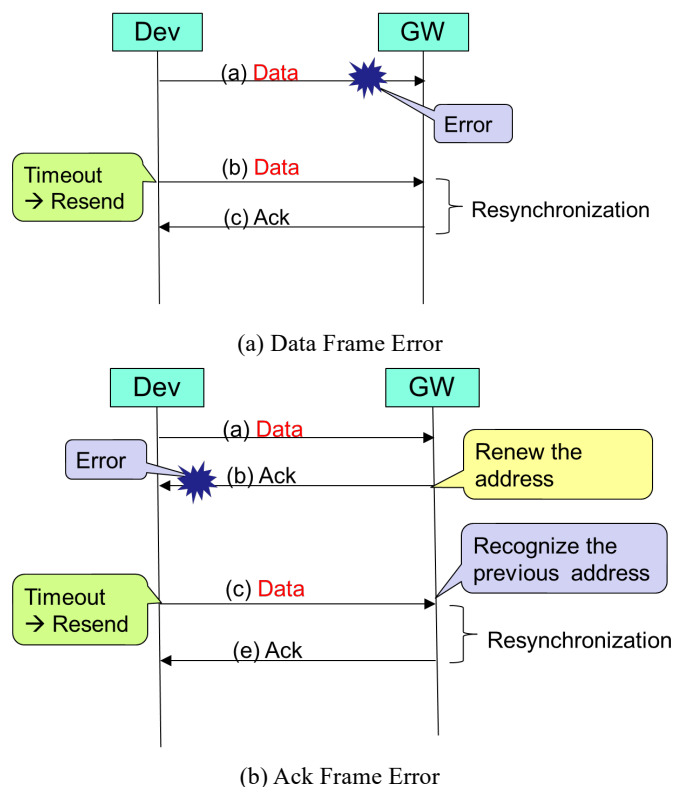 Dev
GW
(a) Data
Error
Timeout
→ Resend
(b) Data
Resynchronization
(c) Ack
(a) Data Frame Error
Dev
GW
(a) Data
Error
(b) Ack
Renew the
address
Recognize the
previous address
Timeout
→ Resend
(c) Data
Resynchronization
(e) Ack
(b) Ack Frame Error